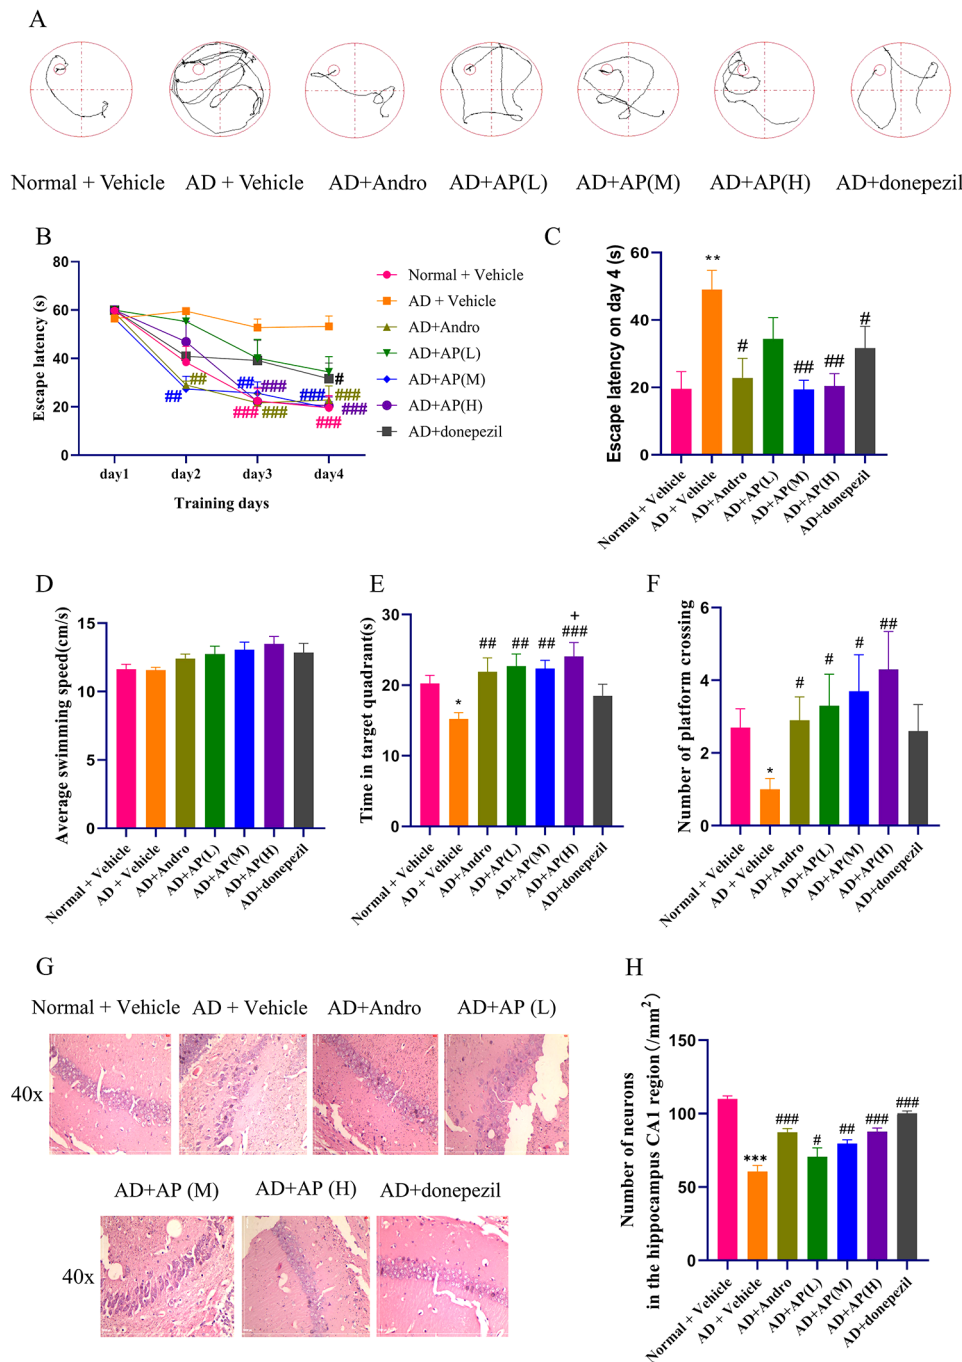 A
Normal + Vehicle
AD + Vehicle
AD+Andro
AD+AP(L)
AD+AP(M)
AD+AP(H)
AD+donepezil
B
Escape latency (s)
80
60
40
20
0
day1
day2
day3
day4
Training days
##
##
##
###
###
###
#
###
###
###
###
Normal + Vehicle
AD + Vehicle
AD+Andro
AD+AP(L)
AD+AP(M)
AD+AP(H)
AD+donepezil
C
Escape latency on day 4 (s)
60
40
20
0
**
#
##
##
#
Normal + Vehicle
AD + Vehicle
AD+Andro
AD+AP(L)
AD+AP(M)
AD+AP(H)
AD+donepezil
D
Average swimming speed(cm/s)
15
10
5
0
Normal + Vehicle
AD + Vehicle
AD+Andro
AD+AP(L)
AD+AP(M)
AD+AP(H)
AD+donepezil
E
Time in target quadrant(s)
30
20
10
0
*
##
##
##
+
###
Normal + Vehicle
AD + Vehicle
AD+Andro
AD+AP(L)
AD+AP(M)
AD+AP(H)
AD+donepezil
F
Number of platform crossing
6
4
2
0
*
#
#
#
##
Normal + Vehicle
AD + Vehicle
AD+Andro
AD+AP(L)
AD+AP(M)
AD+AP(H)
AD+donepezil
G
Normal + Vehicle
AD + Vehicle
AD+Andro
AD+AP (L)
40x
AD+AP (M)
AD+AP (H)
AD+donepezil
40x
H
Number of neurons
in the hippocampus CA1 region(/mm²)
150
100
50
0
***
###
#
##
###
###
Normal + Vehicle
AD + Vehicle
AD+Andro
AD+AP(L)
AD+AP(M)
AD+AP(H)
AD+donepezil